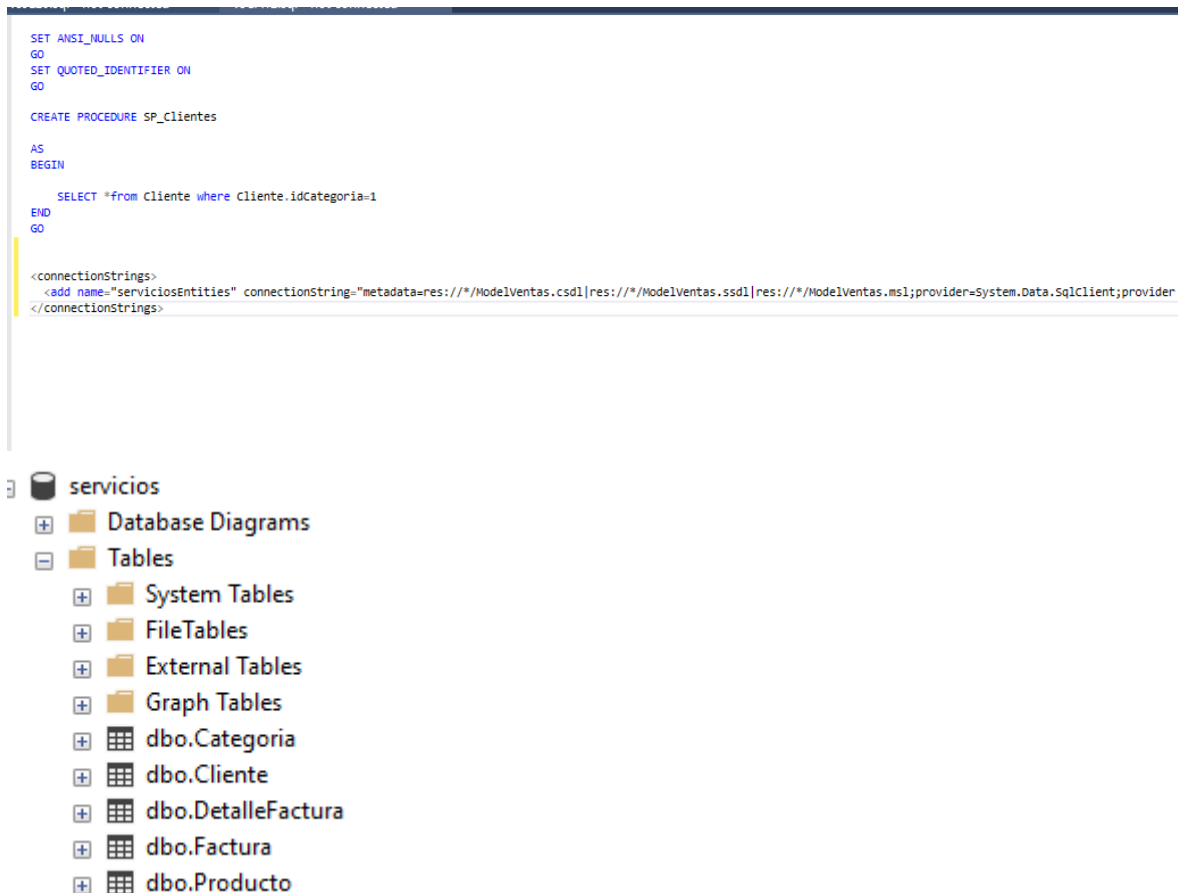 SET ANSI_NULLS ON
GO
SET QUOTED_IDENTIFIER ON
GO
CREATE PROCEDURE SP_Clientes
AS
BEGIN
SELECT *from Cliente where Cliente.idCategoria=1
END
GO
<connectionStrings>
<add name="serviciosEntities" connectionString="metadata=res://*/ModelVentas.csdl|res://*/ModelVentas.ssdl|res://*/ModelVentas.msl;provider=System.Data.SqlClient;provider
</connectionStrings>
servicios
Database Diagrams
Tables
System Tables
FileTables
External Tables
Graph Tables
dbo.Categoria
dbo.Cliente
dbo.DetalleFactura
dbo.Factura
dbo.Producto